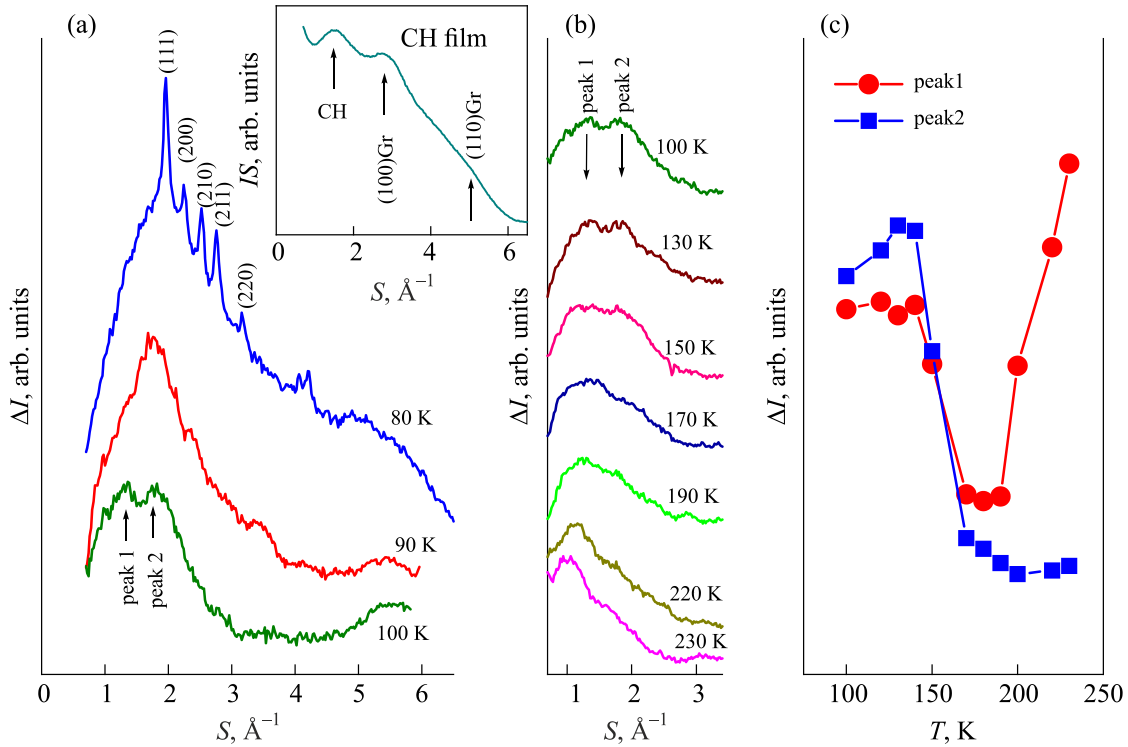 (a)
(111)
(200)
(210)
(211)
(220)
80 K
90 K
100 K
peak 1
peak 2
ΔI, arb. units
0 1 2 3 4 5 6
S, Å⁻¹
CH film
CH
(100)Gr
(110)Gr
IS, arb. units
0 2 4 6
S, Å⁻¹
(b)
peak 1
peak 2
100 K
130 K
150 K
170 K
190 K
220 K
230 K
ΔI, arb. units
1 2 3
S, Å⁻¹
(c)
peak1
peak2
ΔI, arb. units
100 150 200 250
T, K